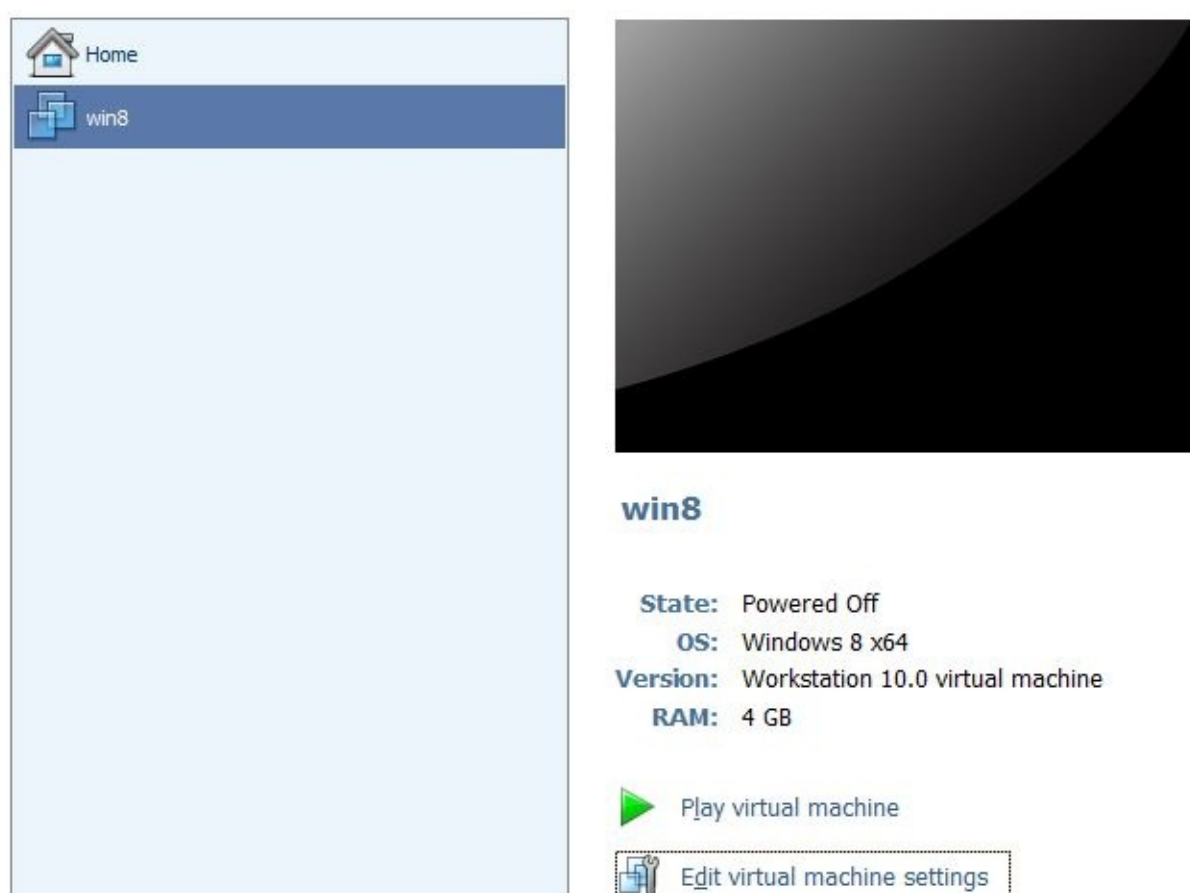 Home
win8
win8
State: Powered Off
OS: Windows 8 x64
Version: Workstation 10.0 virtual machine
RAM: 4 GB
Play virtual machine
Edit virtual machine settings